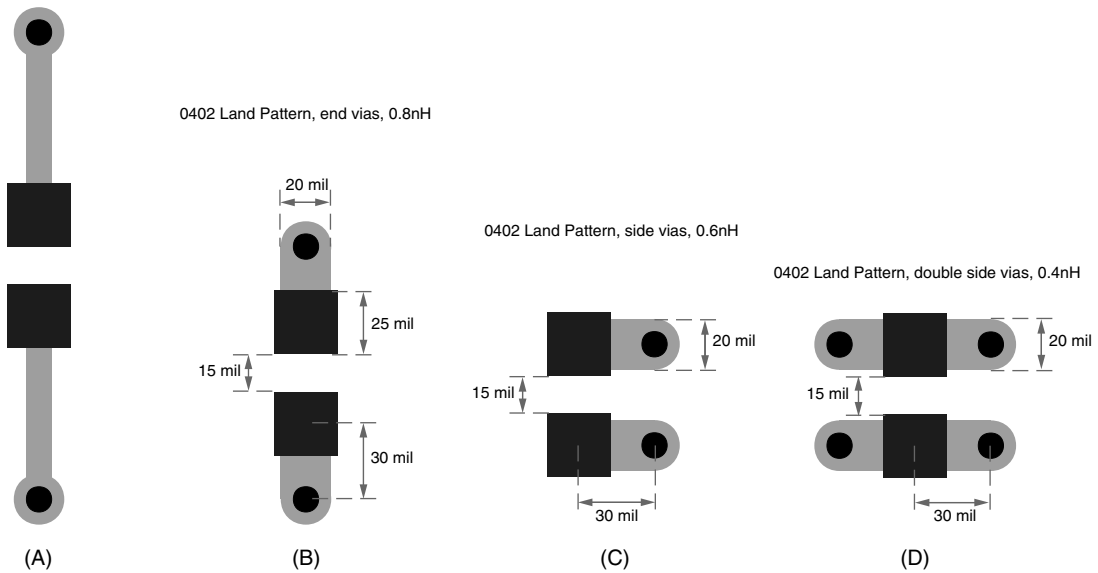 0402 Land Pattern, end vias, 0.8nH
20 mil
25 mil
15 mil
30 mil
0402 Land Pattern, side vias, 0.6nH
20 mil
15 mil
30 mil
0402 Land Pattern, double side vias, 0.4nH
20 mil
15 mil
30 mil
(A)
(B)
(C)
(D)